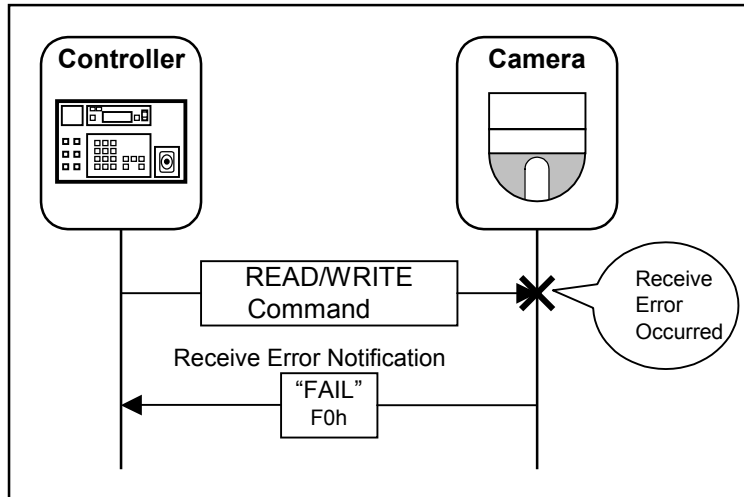 Controller
Camera
READ/WRITE
Command
Receive
Error
Occurred
Receive Error Notification
“FAIL”
F0h